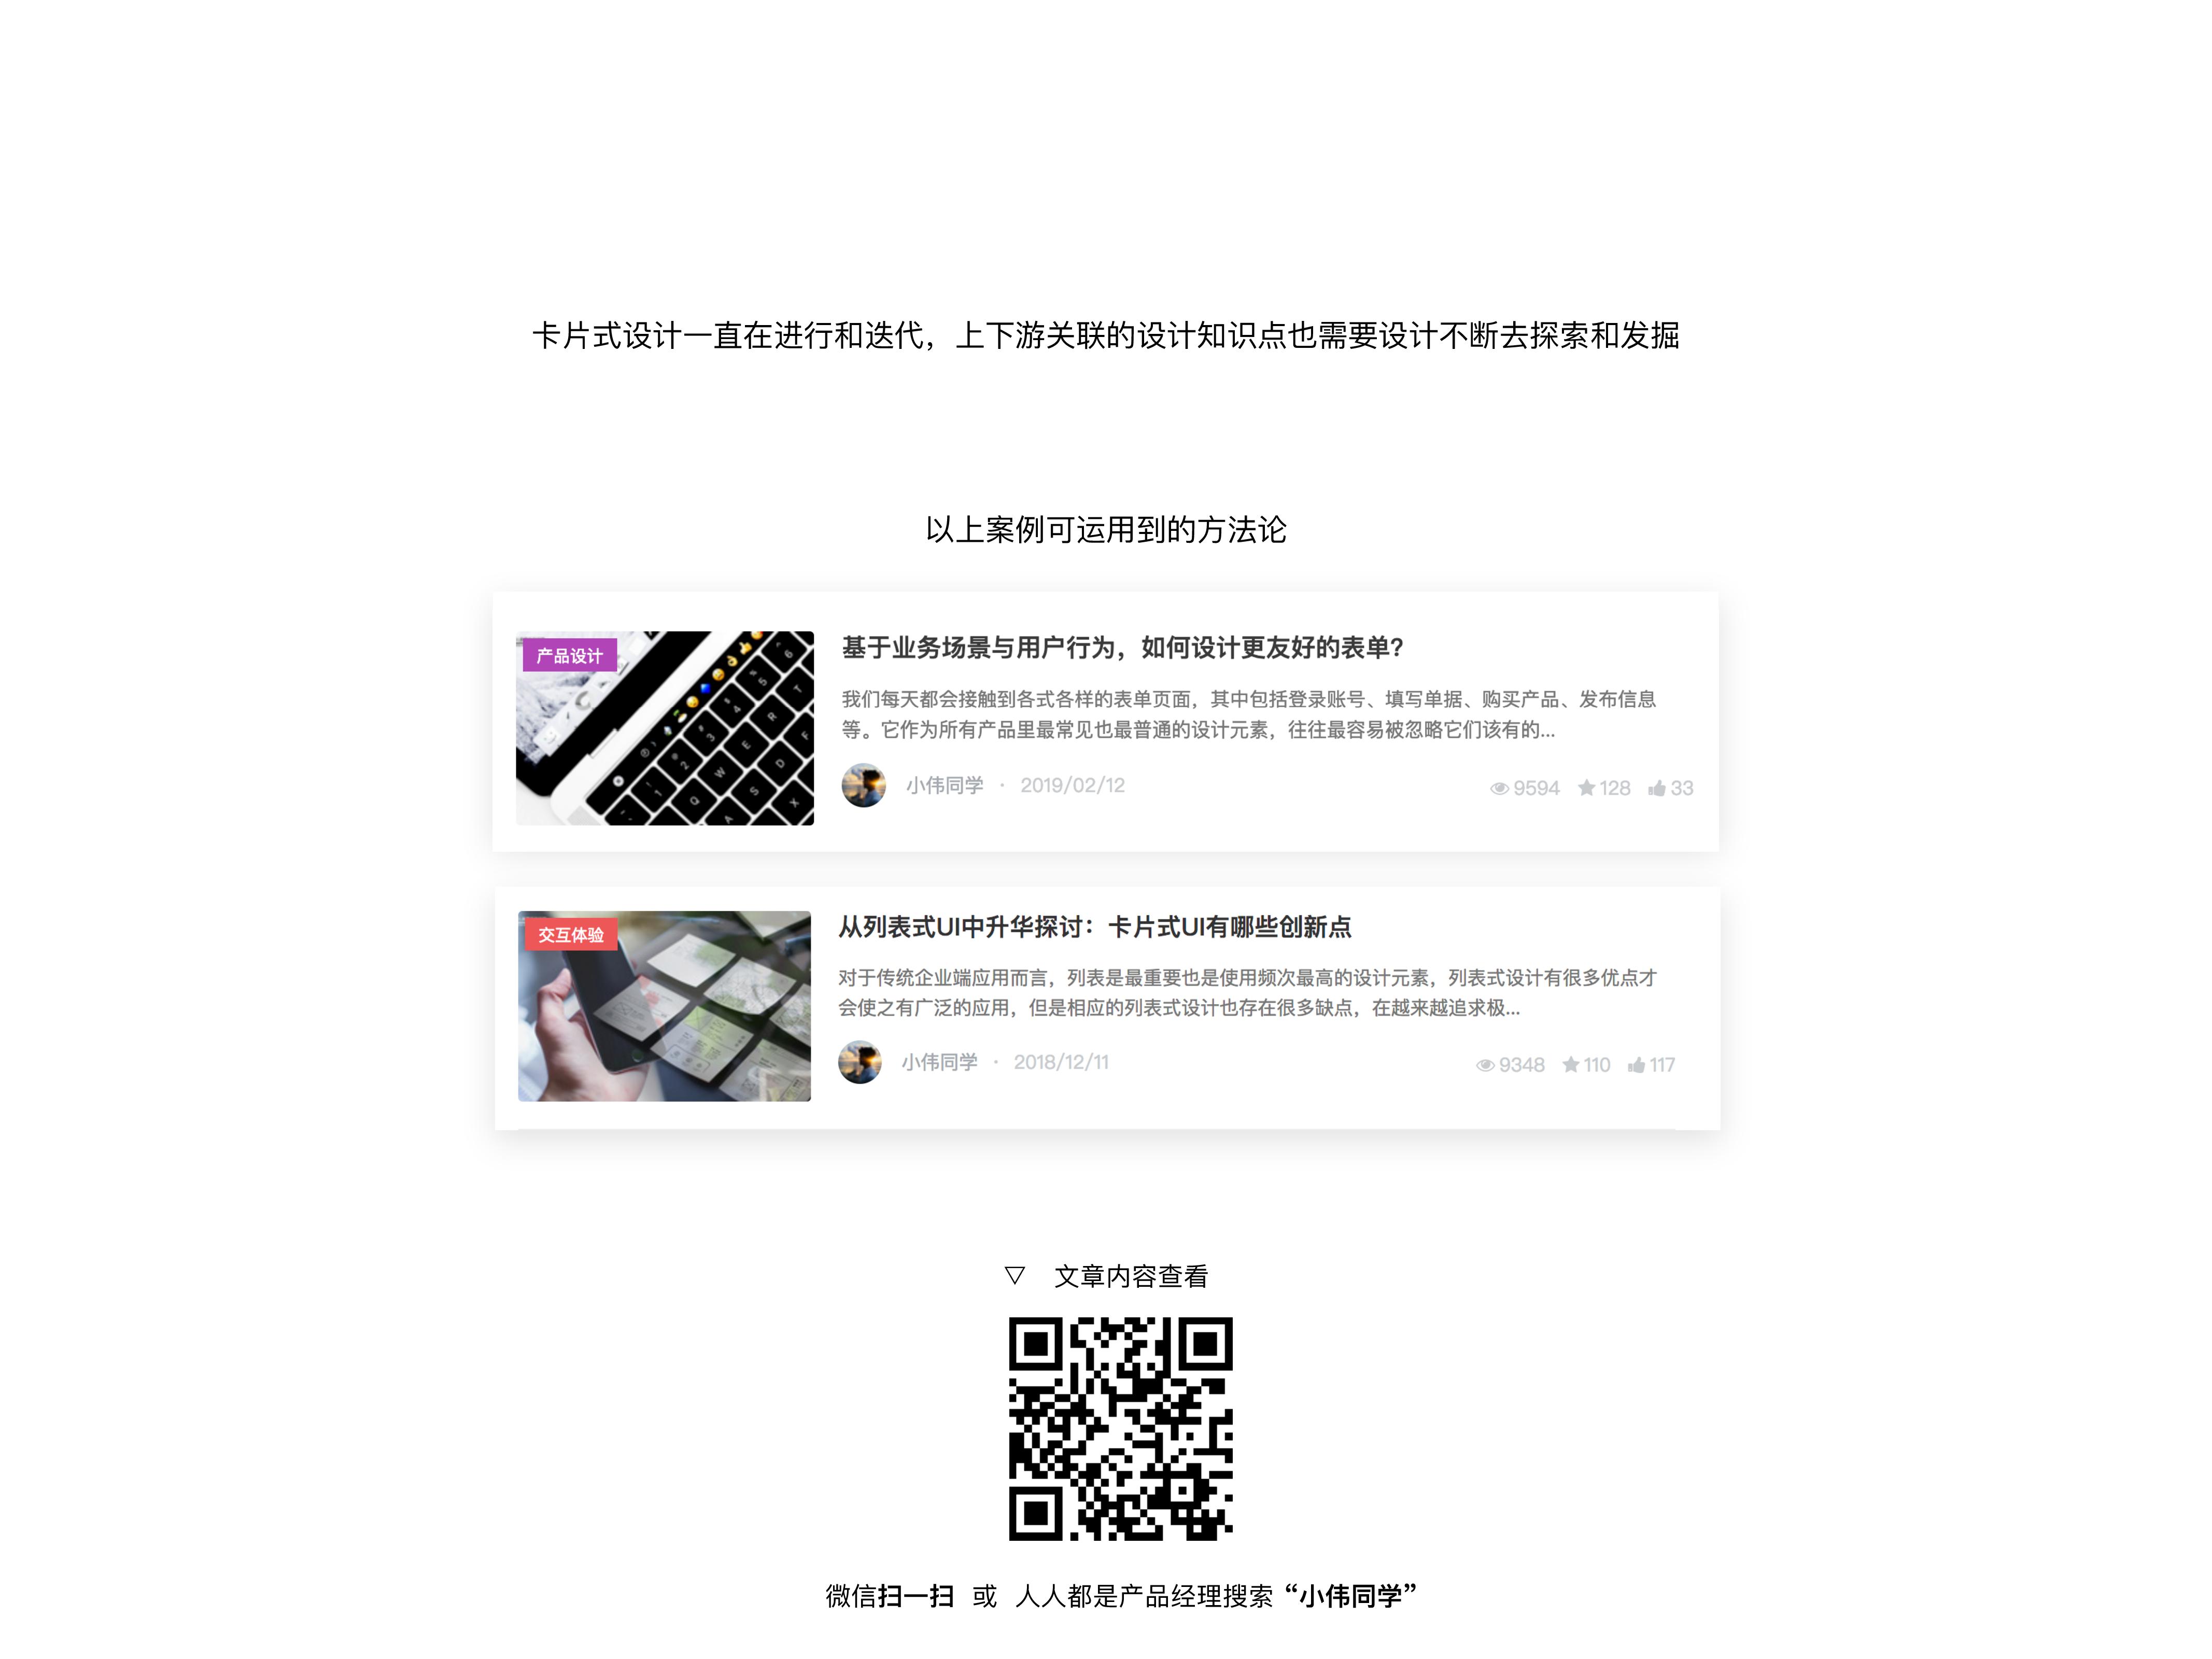 卡片式设计一直在进行和迭代，上下游关联的设计知识点也需要设计不断去探索和发掘
以上案例可运用到的方法论
产品设计
基于业务场景与用户行为，如何设计更友好的表单？
我们每天都会接触到各式各样的表单页面，其中包括登录账号、填写单据、购买产品、发布信息
等。它作为所有产品里最常见也最普通的设计元素，往往最容易被忽略它们该有的...
小伟同学 · 2019/02/12
9594 128 33
交互体验
从列表式UI中升华探讨：卡片式UI有哪些创新点
对于传统企业端应用而言，列表是最重要也是使用频次最高的设计元素，列表式设计有很多优点才
会使之有广泛的应用，但是相应的列表式设计也存在很多缺点，在越来越追求极...
小伟同学 · 2018/12/11
9348 110 117
▽ 文章内容查看
微信扫一扫 或 人人都是产品经理搜索 “小伟同学”